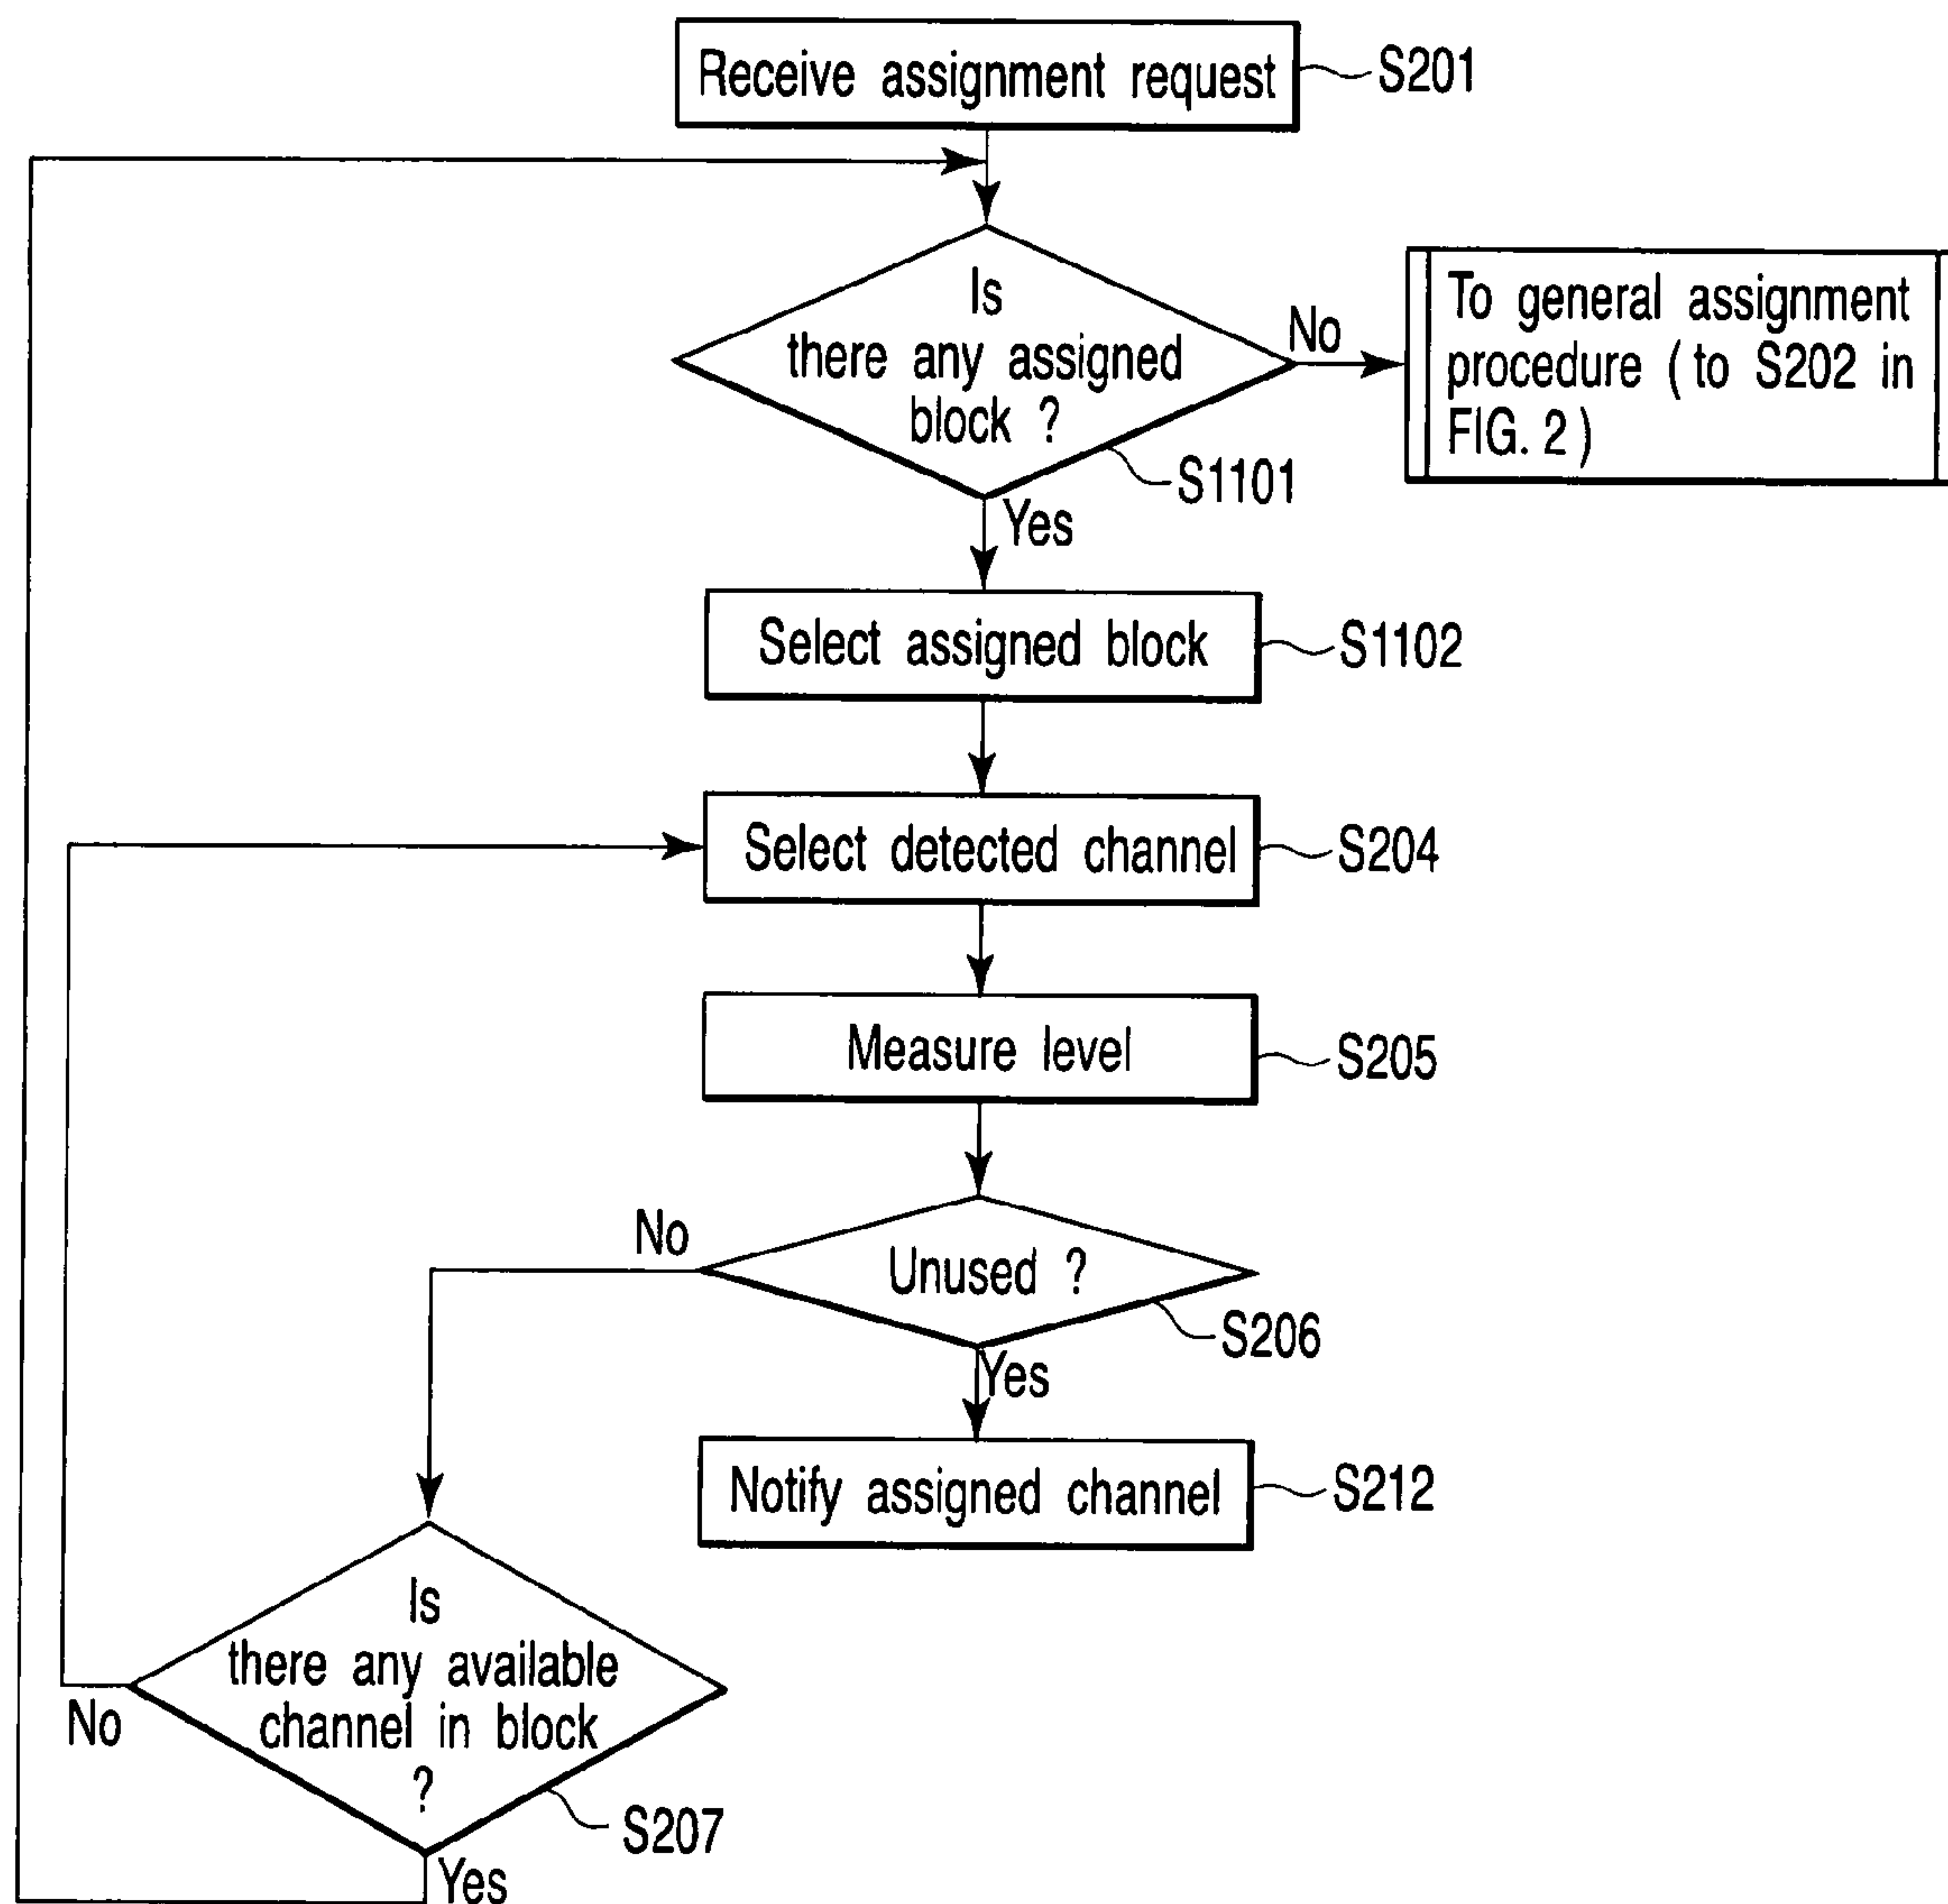 Receive assignment request
S201
Is
there any assigned
block ?
S1101
No
To general assignment
procedure ( to S202 in
FIG. 2 )
Yes
Select assigned block
S1102
Select detected channel
S204
Measure level
S205
Unused ?
S206
No
Yes
Notify assigned channel
S212
Is
there any available
channel in block
?
S207
No
Yes